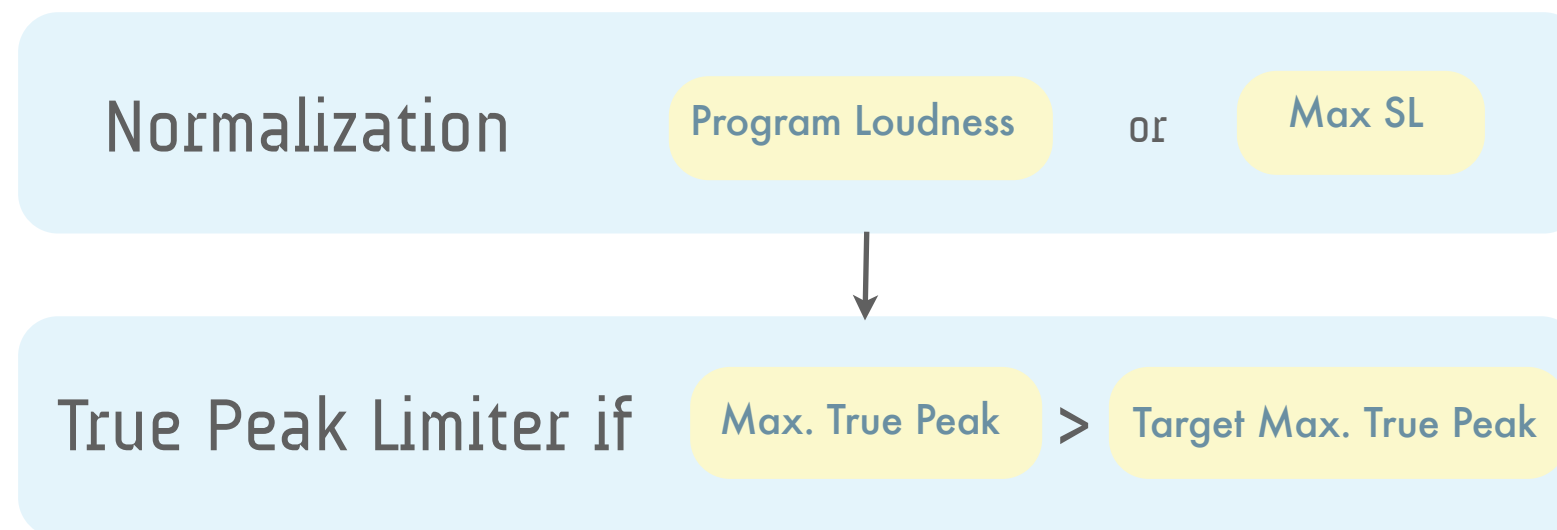 Normalization Program Loudness or Max SL
True Peak Limiter if Max. True Peak > Target Max. True Peak